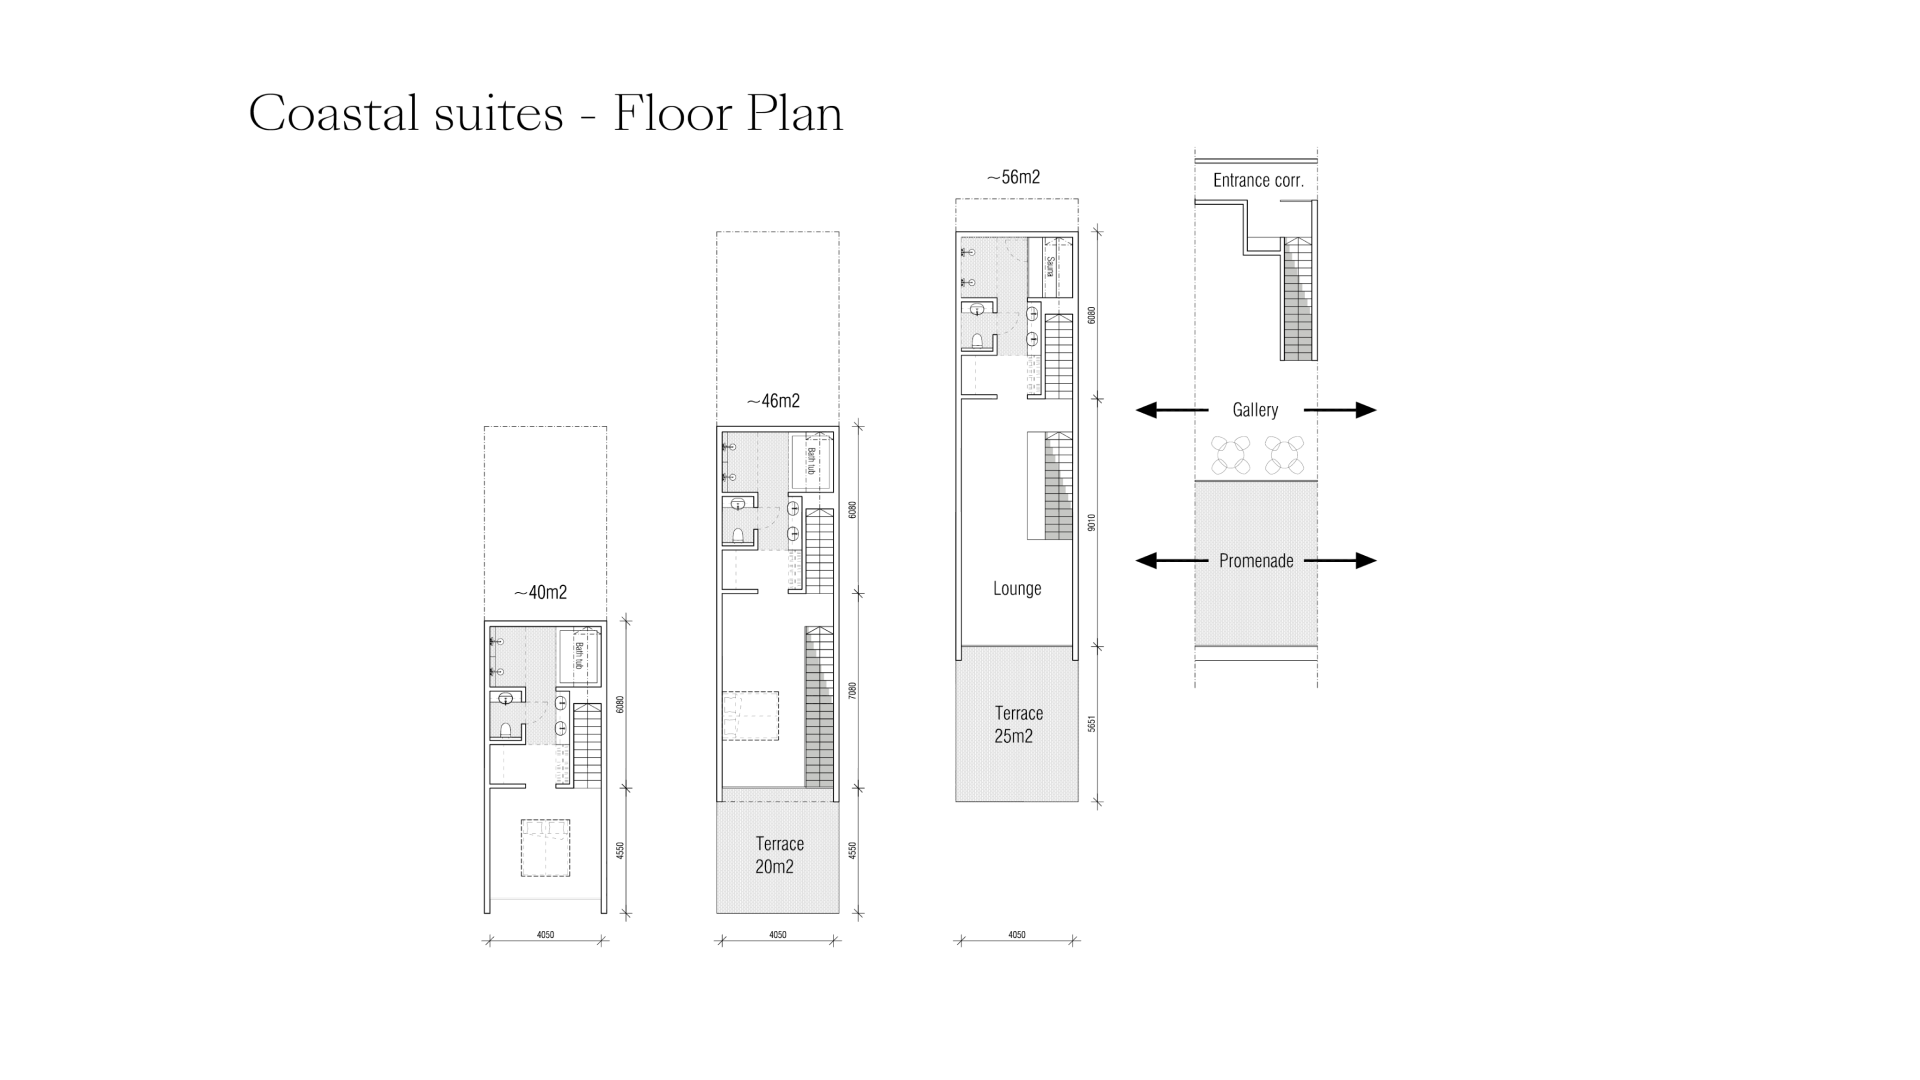 Coastal suites - Floor Plan
~40m2
Bath tub
6080
4550
4050
~46m2
Bath tub
6080
7080
4550
Terrace
20m2
4050
~56m2
Sauna
6080
9010
Lounge
Terrace
25m2
5651
4050
Entrance corr.
Gallery
Promenade